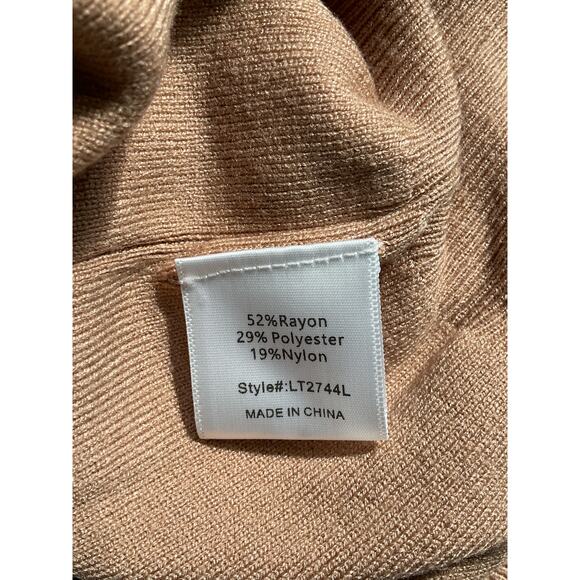 52%Rayon
29% Polyester
19%Nylon
Style#:LT2744L
MADE IN CHINA